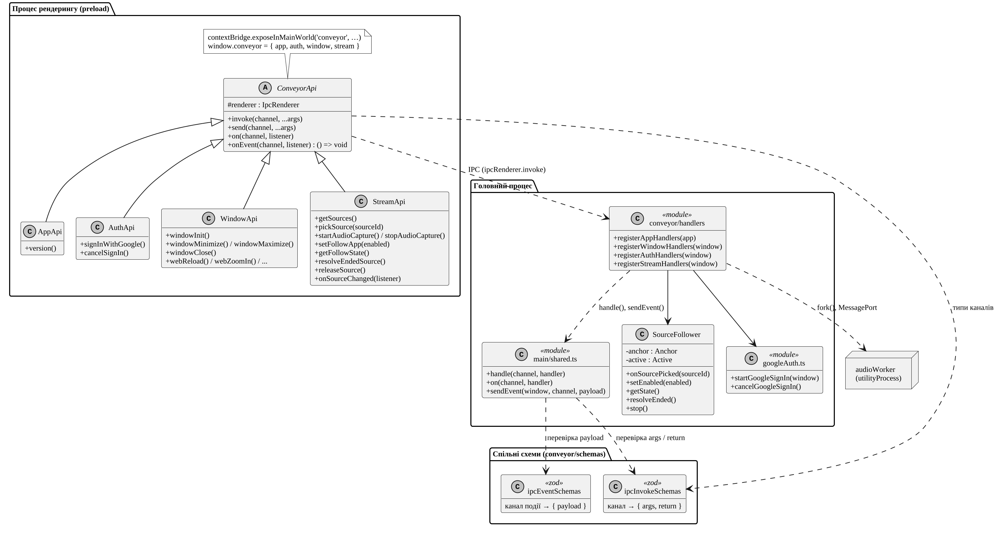 Процес рендерингу (preload)
contextBridge.exposeInMainWorld('conveyor', …)
window.conveyor = { app, auth, window, stream }
A ConveyorApi
#renderer : IpcRenderer
+invoke(channel, ...args)
+send(channel, ...args)
+on(channel, listener)
+onEvent(channel, listener) : () => void
C AppApi
+version()
C AuthApi
+signInWithGoogle()
+cancelSignIn()
C WindowApi
+windowInit()
+windowMinimize() / windowMaximize()
+windowClose()
+webReload() / webZoomIn() / ...
C StreamApi
+getSources()
+pickSource(sourceId)
+startAudioCapture() / stopAudioCapture()
+setFollowApp(enabled)
+getFollowState()
+resolveEndedSource()
+releaseSource()
+onSourceChanged(listener)
IPC (ipcRenderer.invoke)
Головний процес
C «module»
conveyor/handlers
+registerAppHandlers(app)
+registerWindowHandlers(window)
+registerAuthHandlers(window)
+registerStreamHandlers(window)
handle(), sendEvent()
fork(), MessagePort
типи каналів
C «module»
main/shared.ts
+handle(channel, handler)
+on(channel, handler)
+sendEvent(window, channel, payload)
C SourceFollower
-anchor : Anchor
-active : Active
+onSourcePicked(sourceId)
+setEnabled(enabled)
+getState()
+resolveEnded()
+stop()
C «module»
googleAuth.ts
+startGoogleSignIn(window)
+cancelGoogleSignIn()
audioWorker
(utilityProcess)
перевірка payload
перевірка args / return
Спільні схеми (conveyor/schemas)
C «zod»
ipcEventSchemas
канал події → { payload }
C «zod»
ipcInvokeSchemas
канал → { args, return }